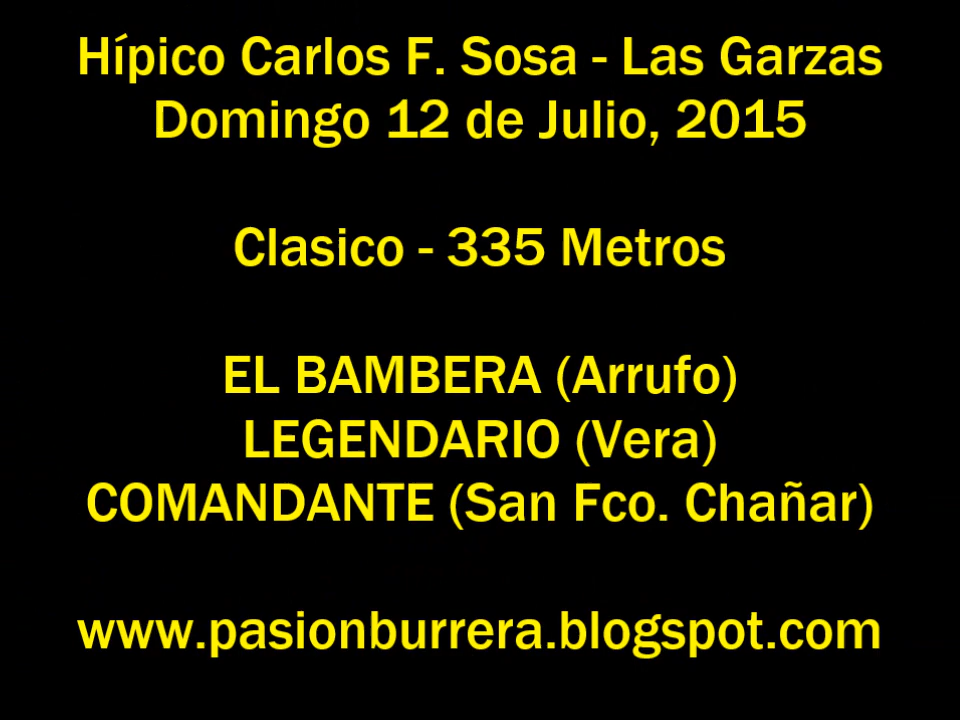 Hípico Carlos F. Sosa - Las Garzas
Domingo 12 de Julio, 2015
Clasico - 335 Metros
EL BAMBERA (Arrufo)
LEGENDARIO (Vera)
COMANDANTE (San Fco. Chañar)
www.pasionburrera.blogspot.com